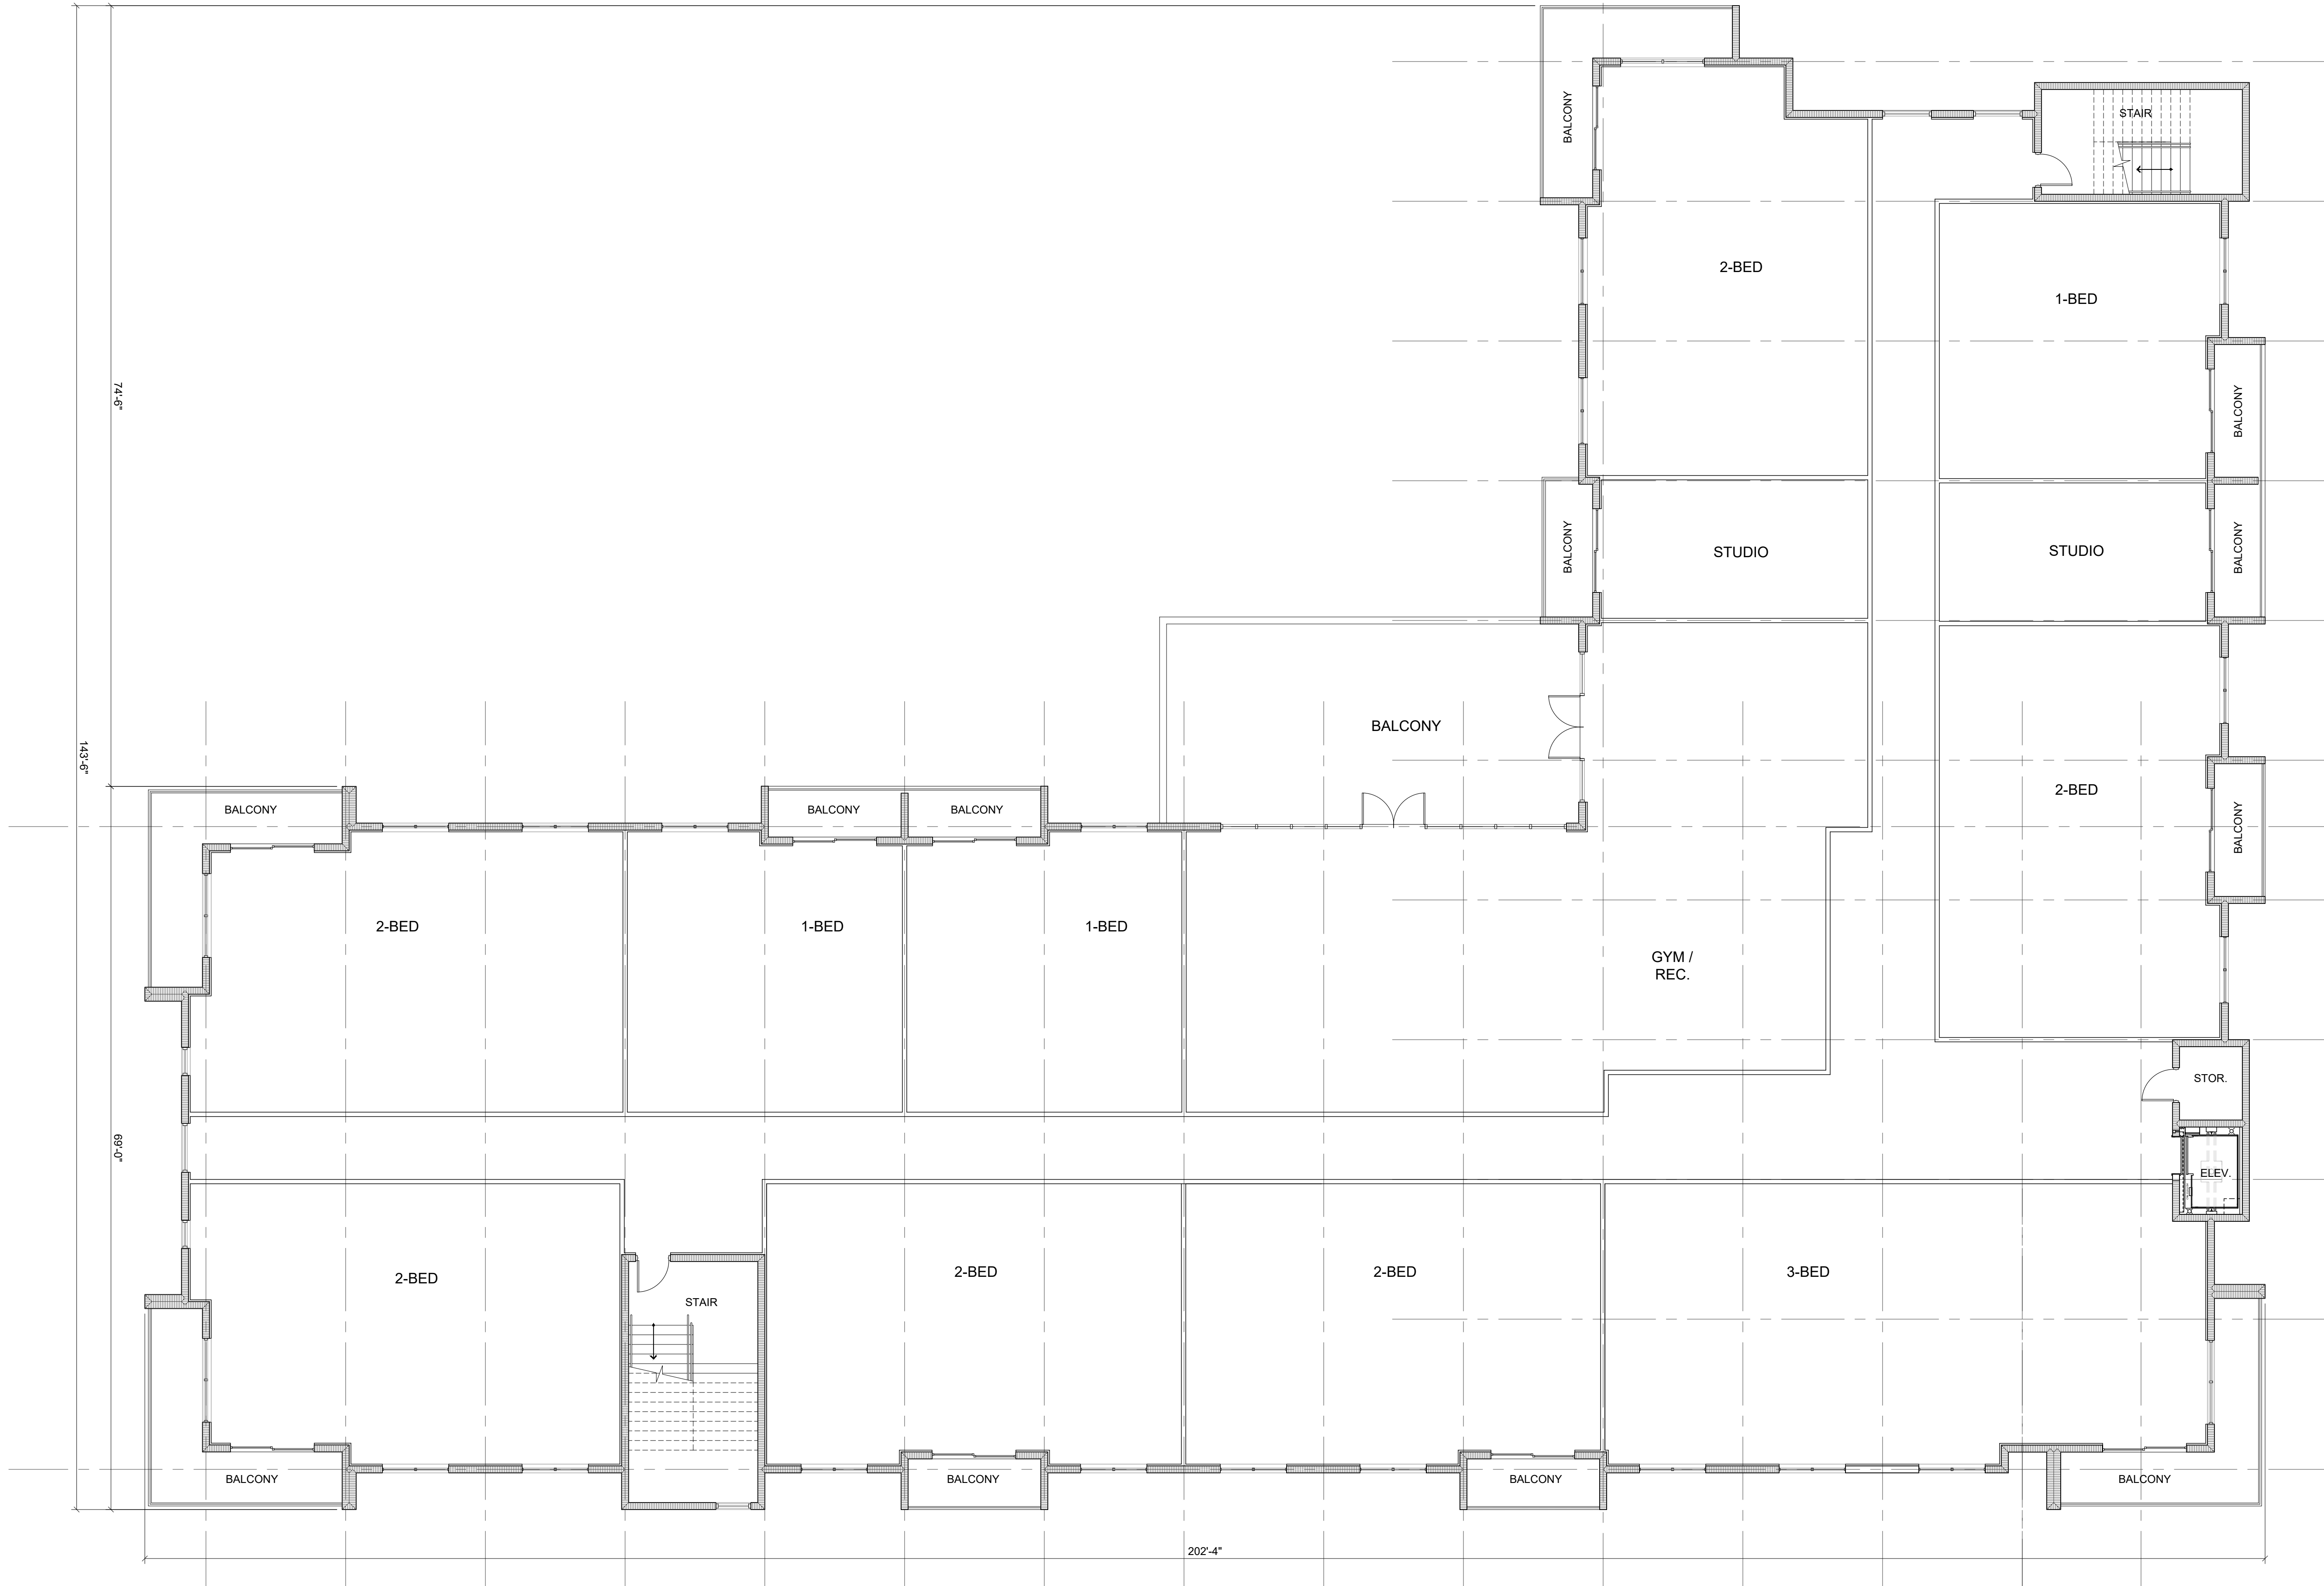 BALCONY
STAIR
2-BED
1-BED
74'-6"
BALCONY
BALCONY
STUDIO
STUDIO
BALCONY
BALCONY
143'-6"
2-BED
BALCONY
BALCONY
BALCONY
BALCONY
2-BED
1-BED
1-BED
GYM /
REC.
STOR.
69'-0"
ELEV.
2-BED
2-BED
2-BED
3-BED
STAIR
BALCONY
BALCONY
BALCONY
BALCONY
202'-4"